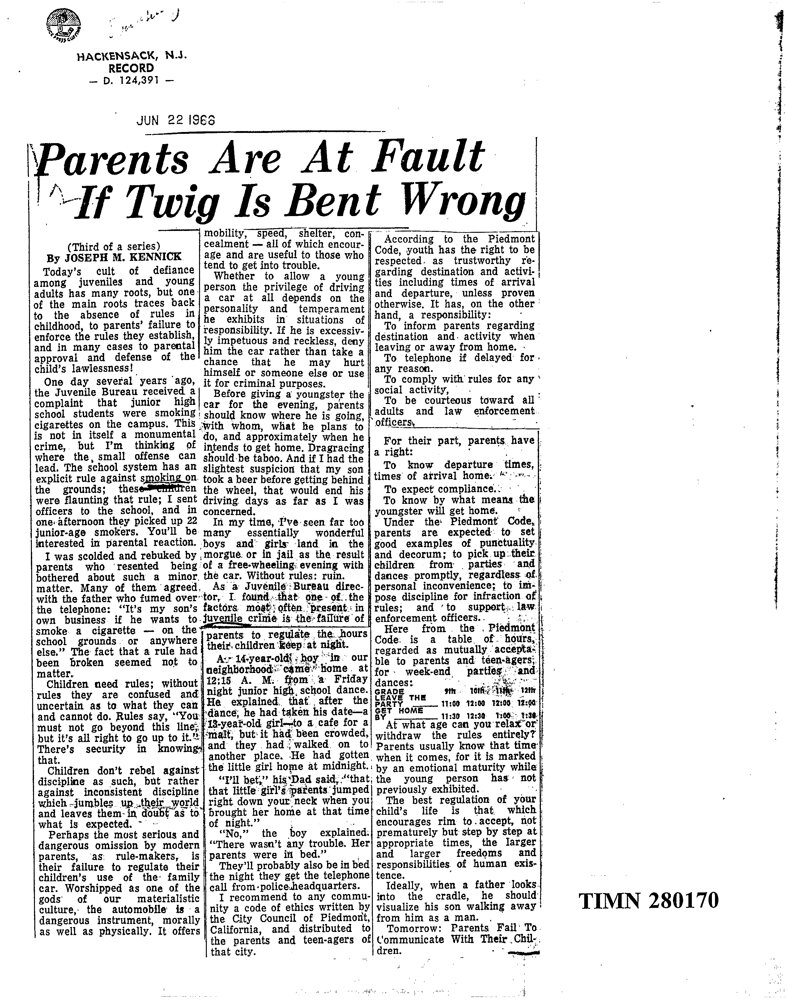 HACKENSACK, N.J.
RECORD
— D. 124,391 —
JUN 22 1966
Parents Are At Fault
If Twig Is Bent Wrong
(Third of a series)
By JOSEPH M. KENNICK
Today's cult of defiance
among juveniles and young
adults has many roots, but one
of the main roots traces back
to the absence of rules in
childhood, to parents' failure to
enforce the rules they establish,
and in many cases to parental
approval and defense of the
child's lawlessness!
One day several years ago,
the Juvenile Bureau received a
complaint that junior high
school students were smoking
cigarettes on the campus. This
is not in itself a monumental
crime, but I'm thinking of
where the small offense can
lead. The school system has an
explicit rule against smoking on
the grounds; these children
were flaunting that rule; I sent
officers to the school, and in
one afternoon they picked up 22
junior-age smokers. You'll be
interested in parental reaction.
I was scolded and rebuked by
parents who resented being
bothered about such a minor
matter. Many of them agreed
with the father who fumed over
the telephone: "It's my son's
own business if he wants to
smoke a cigarette — on the
school grounds or anywhere
else." The fact that a rule had
been broken seemed not to
matter.
Children need rules; without
rules they are confused and
uncertain as to what they can
and cannot do. Rules say, "You
must not go beyond this line,
but it's all right to go up to it."
There's security in knowing
that.
Children don't rebel against
discipline as such, but rather
against inconsistent discipline
which jumbles up their world
and leaves them in doubt as to
what is expected.
Perhaps the most serious and
dangerous omission by modern
parents, as rule-makers, is
their failure to regulate their
children's use of the family
car. Worshipped as one of the
gods of our materialistic
culture, the automobile is a
dangerous instrument, morally
as well as physically. It offers
mobility, speed, shelter, con-
cealment — all of which encour-
age and are useful to those who
tend to get into trouble.
Whether to allow a young
person the privilege of driving
a car at all depends on the
personality and temperament
he exhibits in situations of
responsibility. If he is excessiv-
ly impetuous and reckless, deny
him the car rather than take a
chance that he may hurt
himself or someone else or use
it for criminal purposes.
Before giving a youngster the
car for the evening, parents
should know where he is going,
with whom, what he plans to
do, and approximately when he
intends to get home. Dragracing
should be taboo. And if I had the
slightest suspicion that my son
took a beer before getting behind
the wheel, that would end his
driving days as far as I was
concerned.
In my time, I've seen far too
many essentially wonderful
boys and girls land in the
morgue or in jail as the result
of a free-wheeling evening with
the car. Without rules: ruin.
As a Juvenile Bureau direc-
tor, I found that one of the
factors most often present in
juvenile crime is the failure of
parents to regulate the hours
their children keep at night.
A 14-year-old boy in our
neighborhood came home at
12:15 A. M. from a Friday
night junior high school dance.
He explained that after the
dance, he had taken his date—a
13-year-old girl—to a cafe for a
malt, but it had been crowded,
and they had walked on to
another place. He had gotten
the little girl home at midnight.
"I'll bet," his Dad said, "that
that little girl's parents jumped
right down your neck when you
brought her home at that time
of night."
"No," the boy explained.
"There wasn't any trouble. Her
parents were in bed."
They'll probably also be in bed
the night they get the telephone
call from police headquarters.
I recommend to any commu-
nity a code of ethics written by
the City Council of Piedmont,
California, and distributed to
the parents and teen-agers of
that city.
According to the Piedmont
Code, youth has the right to be
respected as trustworthy re-
garding destination and activi-
ties including times of arrival
and departure, unless proven
otherwise. It has, on the other
hand, a responsibility:
To inform parents regarding
destination and activity when
leaving or away from home.
To telephone if delayed for
any reason.
To comply with rules for any
social activity,
To be courteous toward all
adults and law enforcement
officers.
For their part, parents have
a right:
To know departure times,
times of arrival home.
To expect compliance.
To know by what means the
youngster will get home.
Under the Piedmont Code,
parents are expected to set
good examples of punctuality
and decorum; to pick up their
children from parties and
dances promptly, regardless of
personal inconvenience; to im-
pose discipline for infraction of
rules; and to support law
enforcement officers.
Here from the Piedmont
Code is a table of hours,
regarded as mutually accepta-
ble to parents and teen-agers,
for week-end parties and
dances:
GRADE 9th 10th 11th 12th
LEAVE THE
PARTY 11:00 12:00 12:00 12:00
GET HOME
BY 11:30 12:30 1:00 1:30
At what age can you relax or
withdraw the rules entirely?
Parents usually know that time
when it comes, for it is marked
by an emotional maturity while
the young person has not
previously exhibited.
The best regulation of your
child's life is that which
encourages rim to accept, not
prematurely but step by step at
appropriate times, the larger
and larger freedoms and
responsibilities of human exis-
tence.
Ideally, when a father looks
into the cradle, he should
visualize his son walking away
from him as a man.
Tomorrow: Parents Fail To
Communicate With Their Chil-
dren.
TIMN 280170